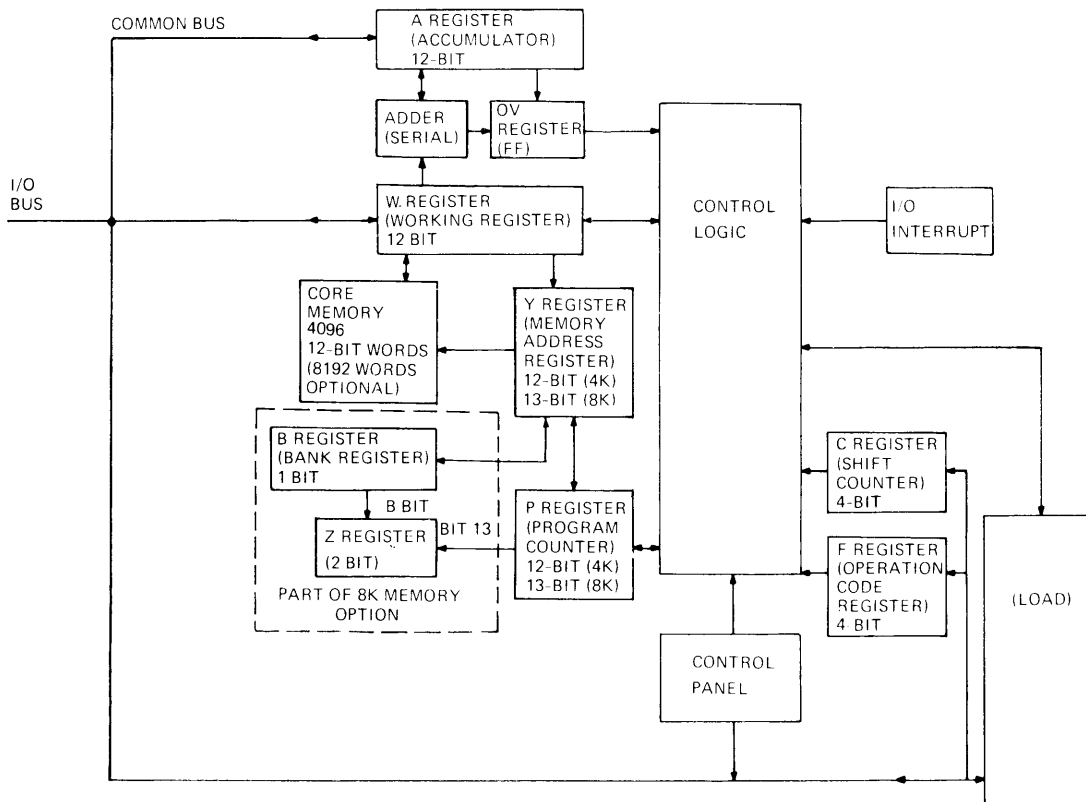 COMMON BUS
A REGISTER
(ACCUMULATOR)
12-BIT
ADDER
(SERIAL)
OV
REGISTER
(FF)
I/O
BUS
W. REGISTER
(WORKING REGISTER)
12 BIT
CONTROL
LOGIC
I/O
INTERRUPT
CORE
MEMORY
4096
12-BIT WORDS
(8192 WORDS
OPTIONAL)
Y REGISTER
(MEMORY
ADDRESS
REGISTER)
12-BIT (4K)
13-BIT (8K)
B REGISTER
(BANK REGISTER)
1 BIT
B BIT
Z REGISTER
(2 BIT)
BIT 13
PART OF 8K MEMORY
OPTION
P REGISTER
(PROGRAM
COUNTER)
12-BIT (4K)
13-BIT (8K)
C REGISTER
(SHIFT
COUNTER)
4-BIT
F REGISTER
(OPERATION
CODE
REGISTER)
4-BIT
(LOAD)
CONTROL
PANEL